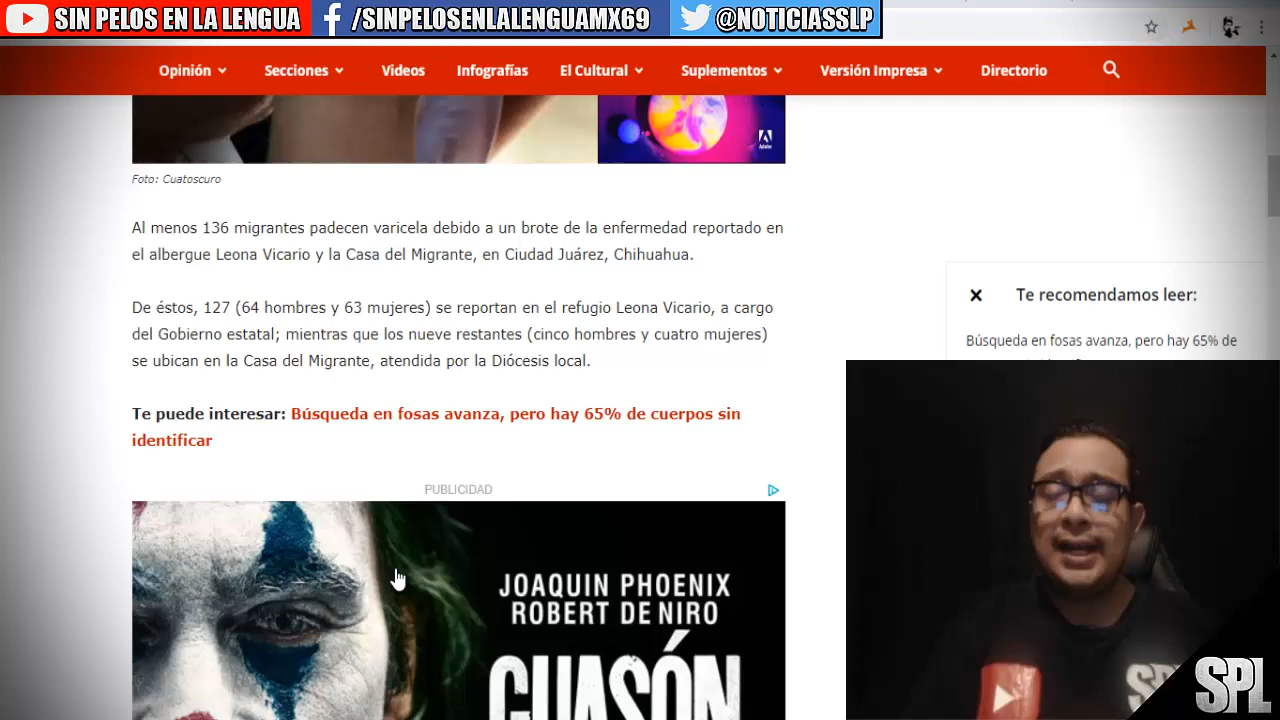 SIN PELOS EN LA LENGUA /SINPELOSENLALENGUAMX69 @NOTICIASSLP
Opinión Secciones Videos Infografías El Cultural Suplementos Versión Impresa Directorio
Adobe
Foto: Cuatoscuro
Al menos 136 migrantes padecen varicela debido a un brote de la enfermedad reportado en
el albergue Leona Vicario y la Casa del Migrante, en Ciudad Juárez, Chihuahua.
De éstos, 127 (64 hombres y 63 mujeres) se reportan en el refugio Leona Vicario, a cargo
del Gobierno estatal; mientras que los nueve restantes (cinco hombres y cuatro mujeres)
se ubican en la Casa del Migrante, atendida por la Diócesis local.
Te puede interesar: Búsqueda en fosas avanza, pero hay 65% de cuerpos sin
identificar
PUBLICIDAD
JOAQUIN PHOENIX
ROBERT DE NIRO
GUASÓN
Te recomendamos leer:
Búsqueda en fosas avanza, pero hay 65% de
SPL
SPL